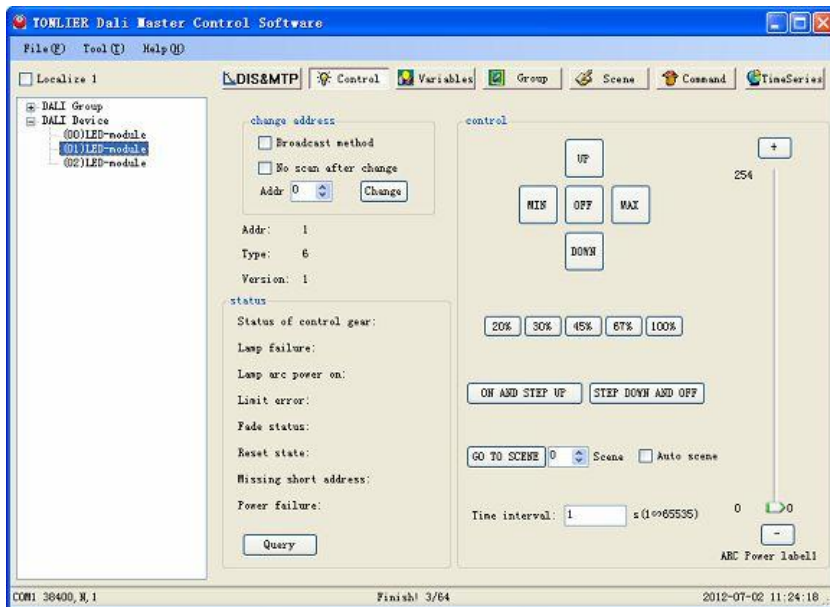 TONLIER Dali Master Control Software
File(F) Tool(T) Help(H)
Localize 1
DIS&MTP Control Variables Group Scene Command TimeSeries
DALI Group
DALI Device
(00)LED-module
(01)LED-module
(02)LED-module
change address
Broadcast method
No scan after change
Addr 0 Change
Addr: 1
Type: 6
Version: 1
status
Status of control gear:
Lamp failure:
Lamp arc power on:
Limit error:
Fade status:
Reset state:
Missing short address:
Power failure:
Query
control
UP
MIN OFF MAX
DOWN
20% 30% 45% 67% 100%
ON AND STEP UP STEP DOWN AND OFF
GO TO SCENE 0 Scene Auto scene
Time interval: 1 s(1~65535)
+
254
0 0
-
ARC Power label1
COM1 38400,N,1 Finish! 3/64 2012-07-02 11:24:18